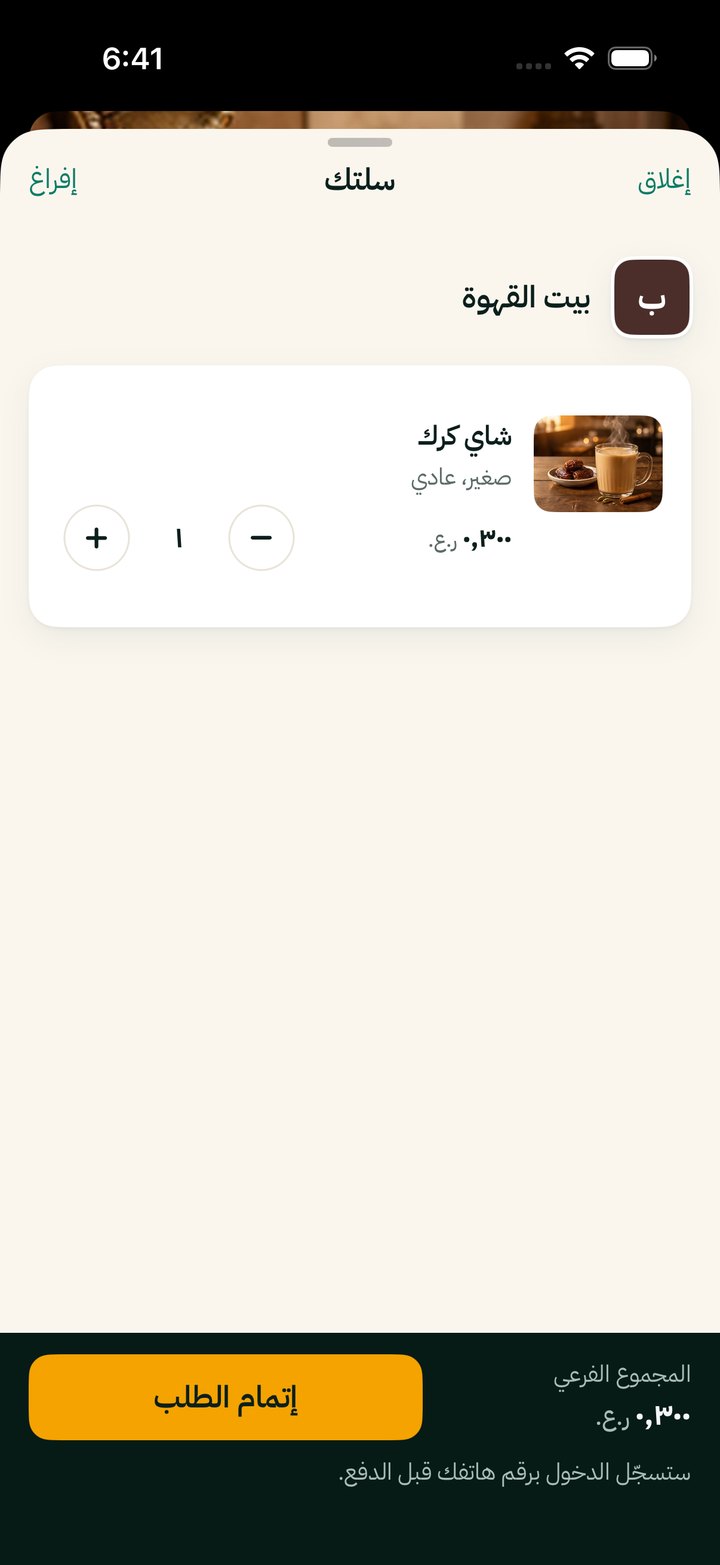 6:41
إغلاق
سلتك
إفراغ
ب
بيت القهوة
شاي كرك
صغير، عادي
٠,٣٠٠ ر.ع.
١
المجموع الفرعي
٠,٣٠٠ ر.ع.
إتمام الطلب
ستسجّل الدخول برقم هاتفك قبل الدفع.